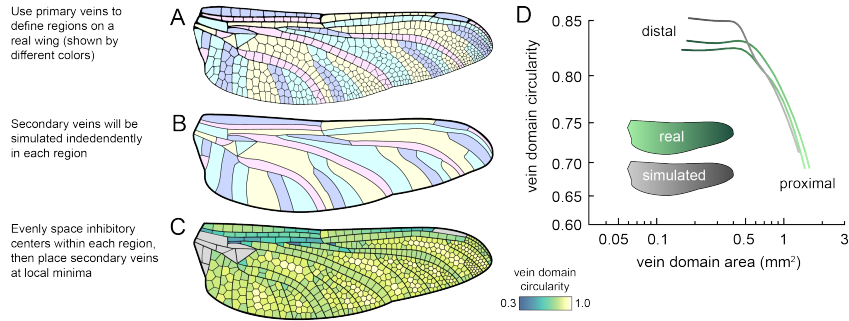 A
Use primary veins to
define regions on a
real wing (shown by
different colors)
B
Secondary veins will be
simulated indedendently
in each region
C
Evenly space inhibitory
centers within each region,
then place secondary veins
at local minima
vein domain
circularity
0.3
1.0
D
vein domain circularity
0.85
0.80
0.75
0.70
0.65
0.60
distal
real
simulated
proximal
0.05
0.1
0.5
1
3
vein domain area (mm²)